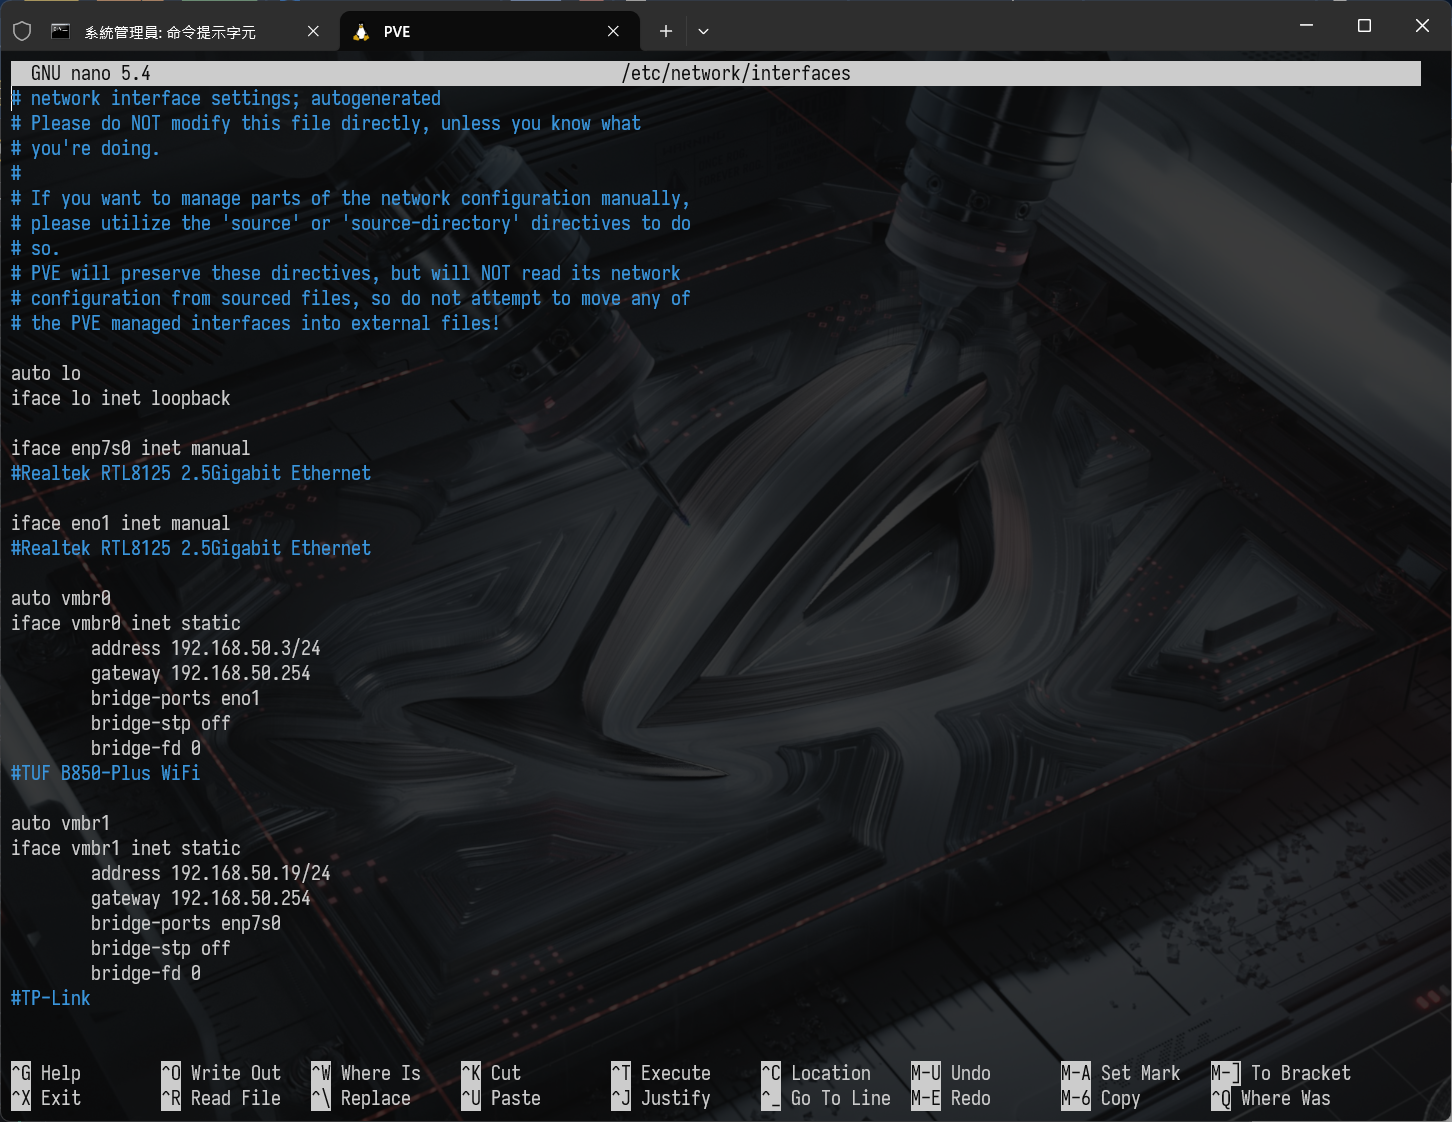 系統管理員: 命令提示字元
PVE
GNU nano 5.4 /etc/network/interfaces
# network interface settings; autogenerated
# Please do NOT modify this file directly, unless you know what
# you're doing.
#
# If you want to manage parts of the network configuration manually,
# please utilize the 'source' or 'source-directory' directives to do
# so.
# PVE will preserve these directives, but will NOT read its network
# configuration from sourced files, so do not attempt to move any of
# the PVE managed interfaces into external files!
auto lo
iface lo inet loopback
iface enp7s0 inet manual
#Realtek RTL8125 2.5Gigabit Ethernet
iface eno1 inet manual
#Realtek RTL8125 2.5Gigabit Ethernet
auto vmbr0
iface vmbr0 inet static
address 192.168.50.3/24
gateway 192.168.50.254
bridge-ports eno1
bridge-stp off
bridge-fd 0
#TUF B850-Plus WiFi
auto vmbr1
iface vmbr1 inet static
address 192.168.50.19/24
gateway 192.168.50.254
bridge-ports enp7s0
bridge-stp off
bridge-fd 0
#TP-Link
^G Help ^O Write Out ^W Where Is ^K Cut ^T Execute ^C Location M-U Undo M-A Set Mark M-] To Bracket
^X Exit ^R Read File ^\ Replace ^U Paste ^J Justify ^_ Go To Line M-E Redo M-6 Copy ^Q Where Was